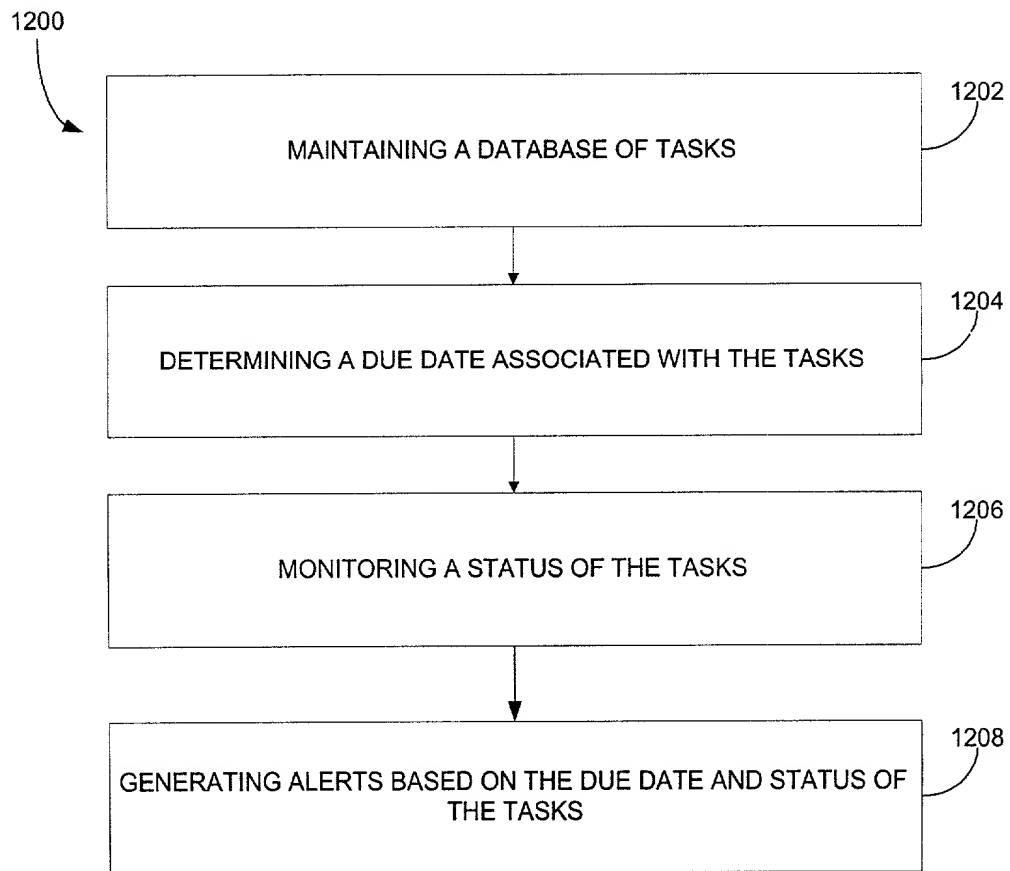 1200
1202
MAINTAINING A DATABASE OF TASKS
1204
DETERMINING A DUE DATE ASSOCIATED WITH THE TASKS
1206
MONITORING A STATUS OF THE TASKS
1208
GENERATING ALERTS BASED ON THE DUE DATE AND STATUS OF
THE TASKS